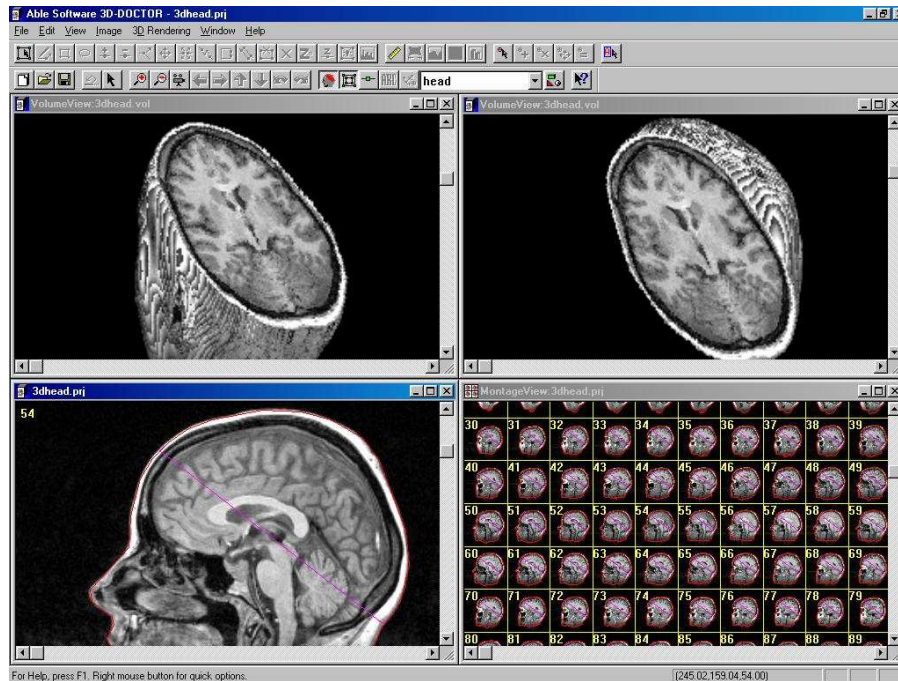 Able Software 3D-DOCTOR - 3dhead.prj
File Edit View Image 3D Rendering Window Help
head
VolumeView:3dhead.vol
VolumeView:3dhead.vol
3dhead.prj
54
MontageView:3dhead.prj
30 31 32 33 34 35 36 37 38 39
40 41 42 43 44 45 46 47 48 49
50 51 52 53 54 55 56 57 58 59
60 61 62 63 64 65 66 67 68 69
70 71 72 73 74 75 76 77 78 79
80 81 82 83 84 85 86 87 88 89
For Help, press F1. Right mouse button for quick options.
(245.02,159.04,54.00)